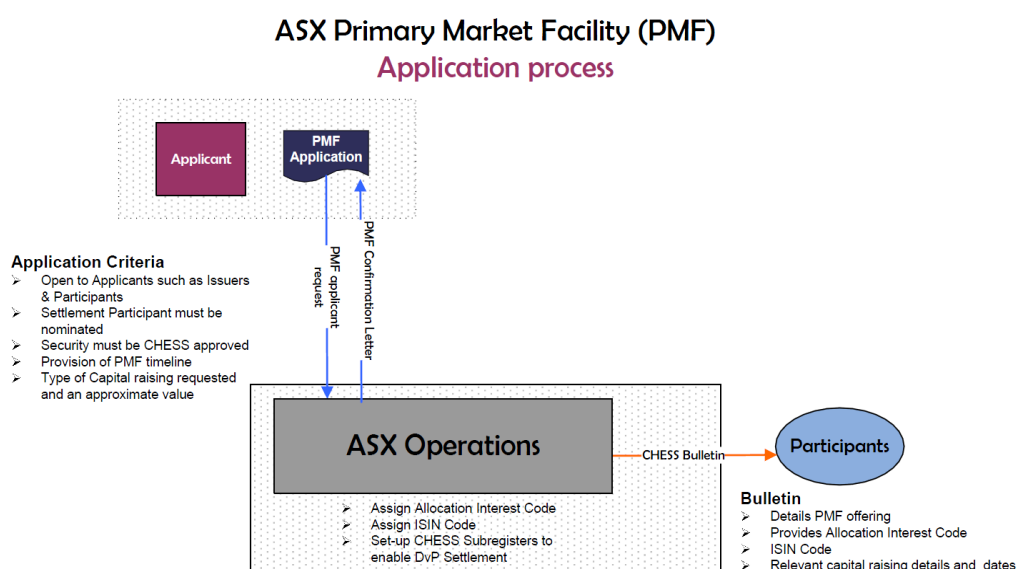 ASX Primary Market Facility (PMF)
Application process
Applicant
PMF
Application
PMF applicant
request
PMF Confirmation Letter
Application Criteria
Open to Applicants such as Issuers
& Participants
Settlement Participant must be
nominated
Security must be CHESS approved
Provision of PMF timeline
Type of Capital raising requested
and an approximate value
ASX Operations
CHESS Bulletin
Participants
Assign Allocation Interest Code
Assign ISIN Code
Set-up CHESS Subregisters to
enable DvP Settlement
Bulletin
Details PMF offering
Provides Allocation Interest Code
ISIN Code
Relevant capital raising details and dates